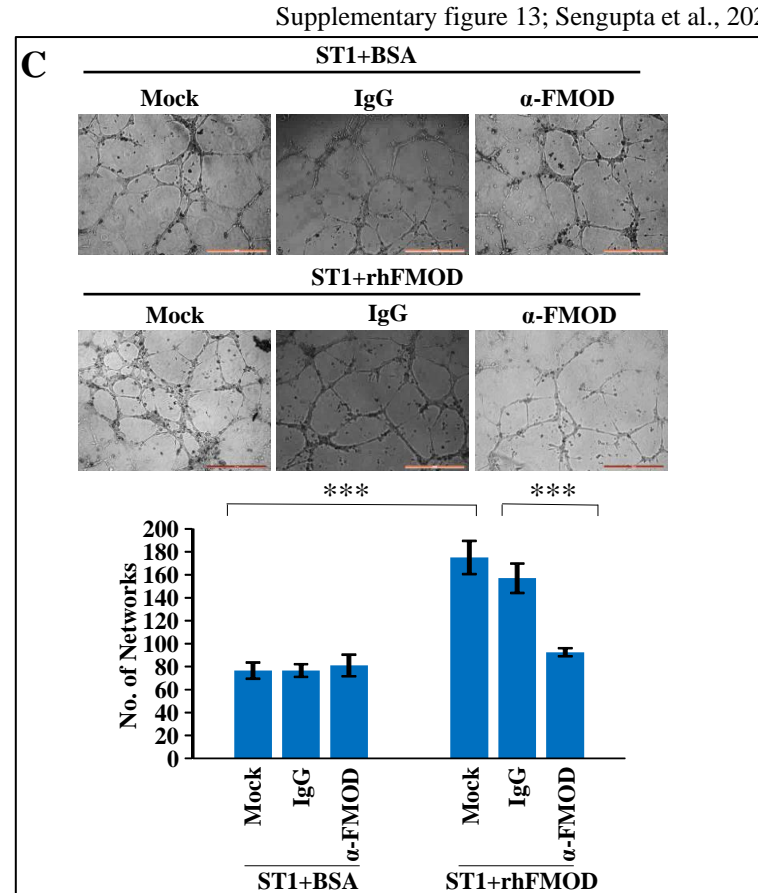 Supplementary figure 13; Sengupta et al., 202
C
ST1+BSA
Mock IgG α-FMOD
ST1+rhFMOD
Mock IgG α-FMOD
*** ***
No. of Networks
200
180
160
140
120
100
80
60
40
20
0
Mock IgG α-FMOD Mock IgG α-FMOD
ST1+BSA ST1+rhFMOD